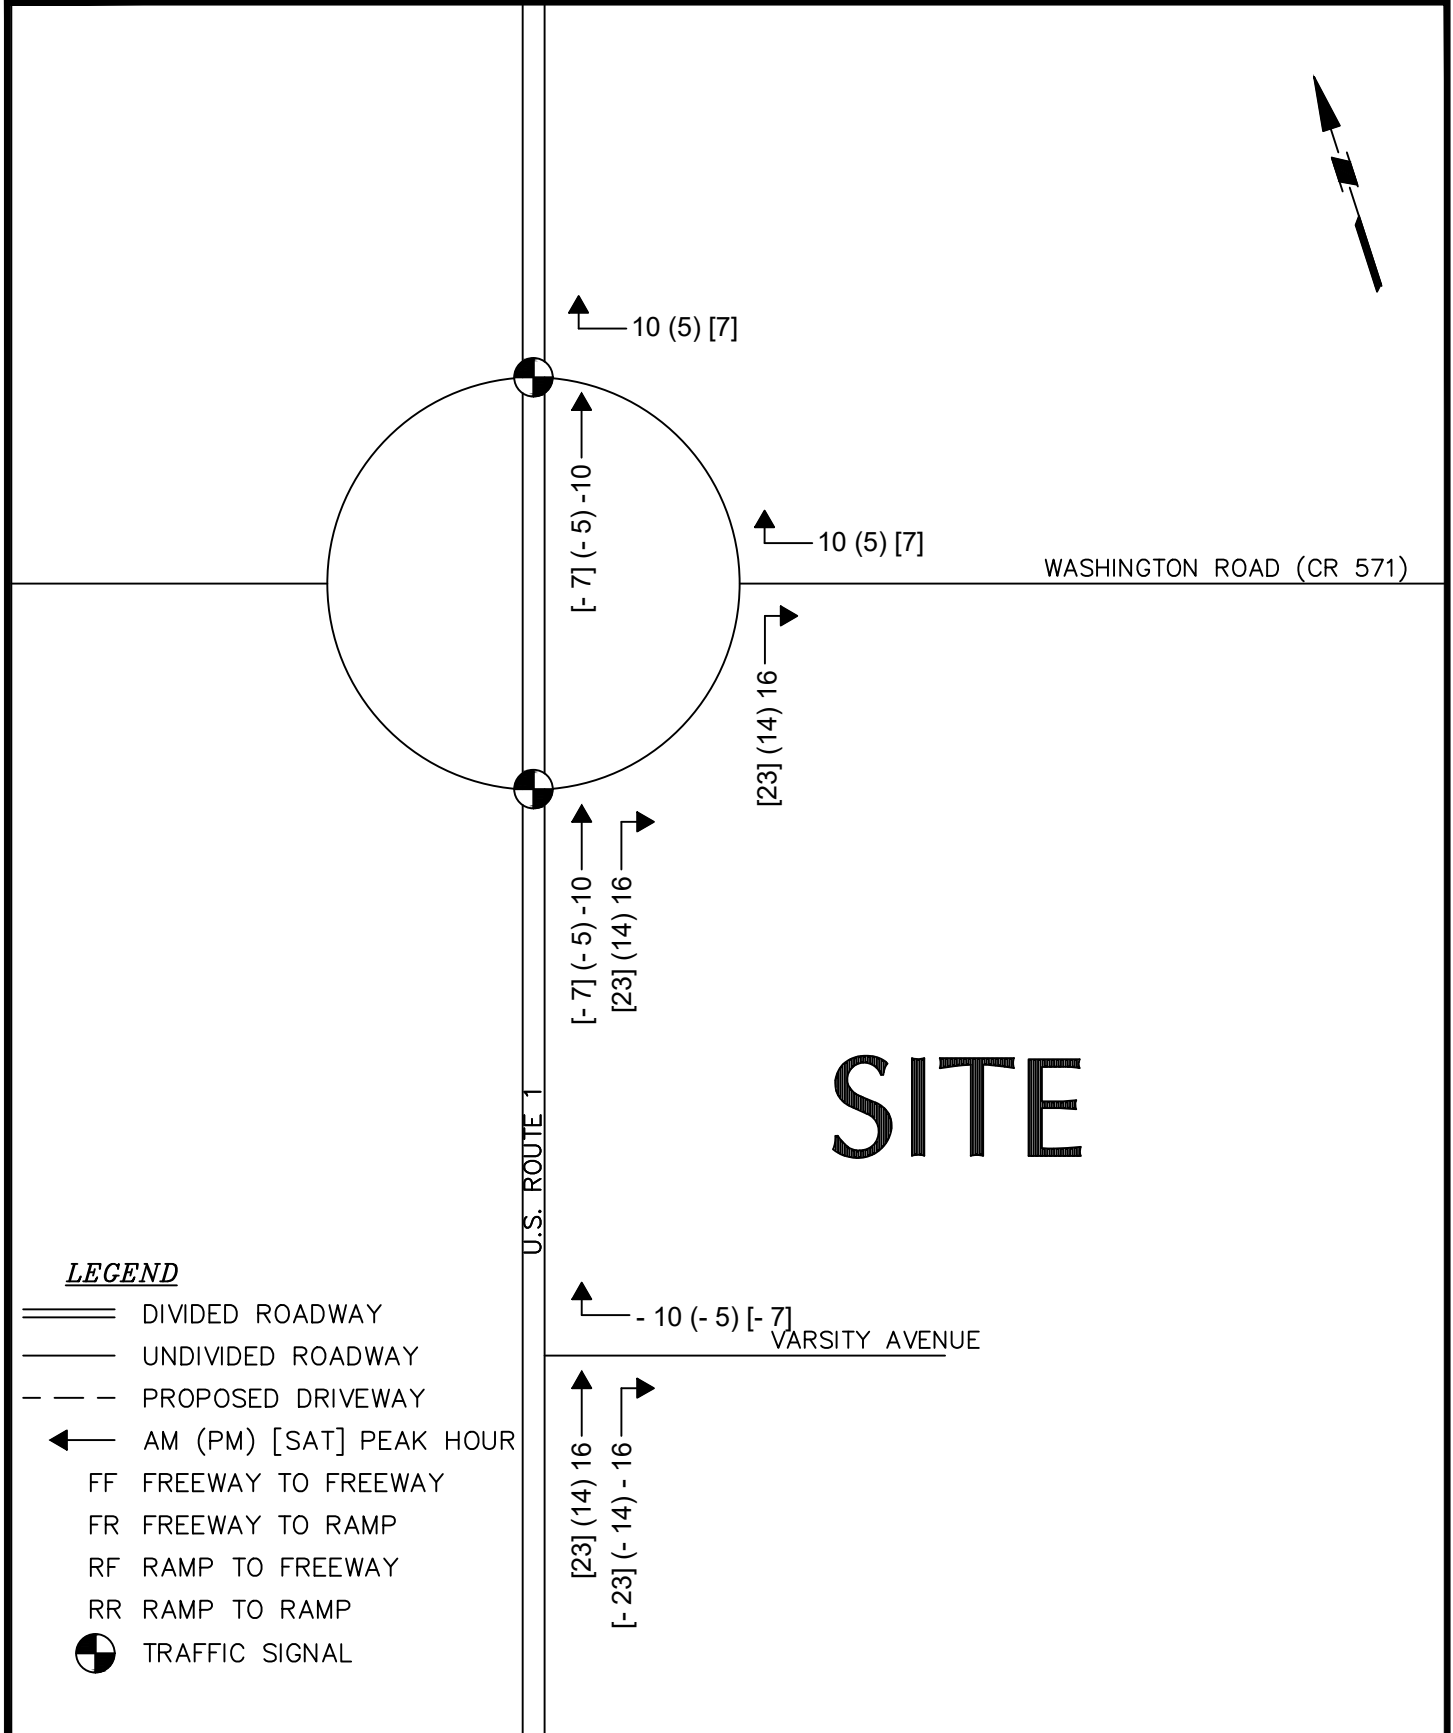 10 (5) [7]
[- 7] (- 5) -10
10 (5) [7]
WASHINGTON ROAD (CR 571)
[23] (14) 16
[- 7] (- 5) -10
[23] (14) 16
SITE
U.S. ROUTE 1
- 10 (- 5) [- 7]
VARSITY AVENUE
[23] (14) 16
[- 23] (- 14) - 16
LEGEND
DIVIDED ROADWAY
UNDIVIDED ROADWAY
PROPOSED DRIVEWAY
AM (PM) [SAT] PEAK HOUR
FF FREEWAY TO FREEWAY
FR FREEWAY TO RAMP
RF RAMP TO FREEWAY
RR RAMP TO RAMP
TRAFFIC SIGNAL